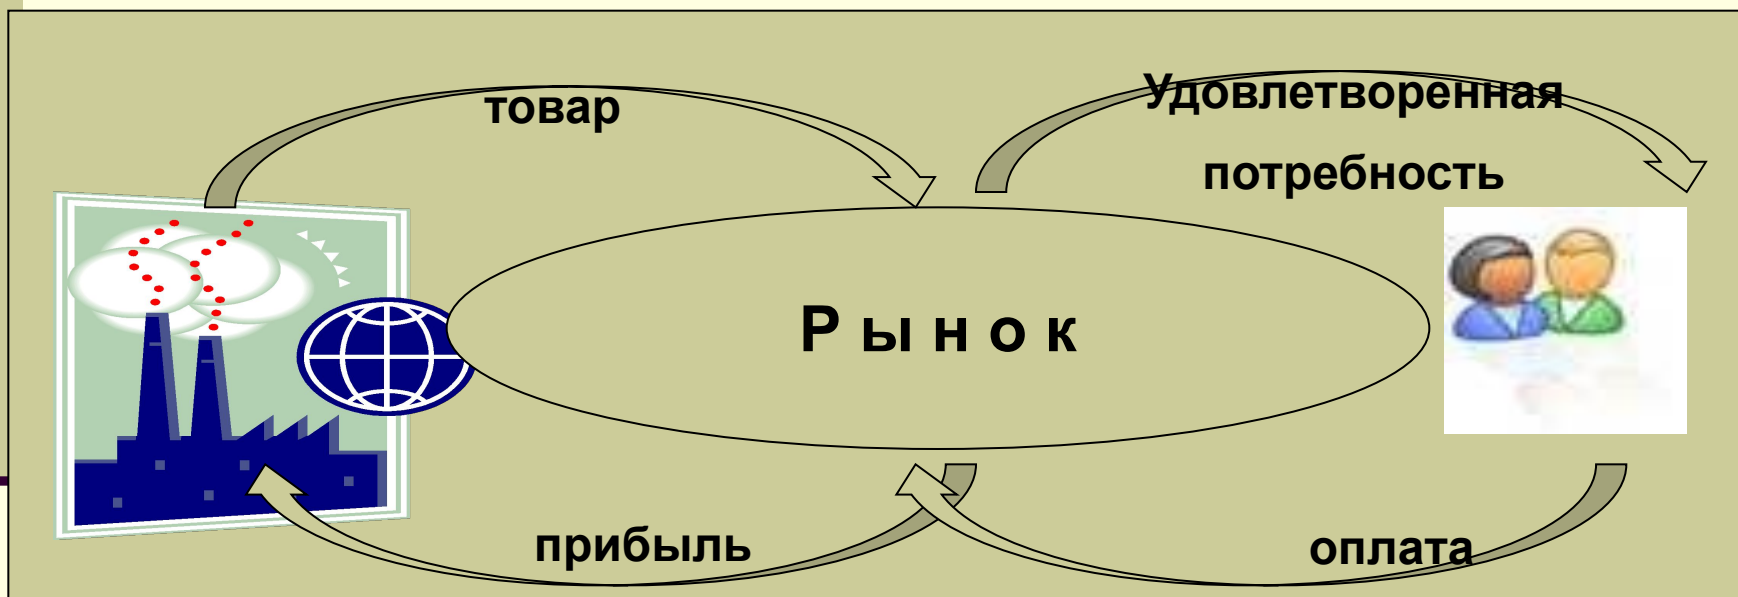 товар
Удовлетворенная
потребность
Р ы н о к
прибыль
оплата